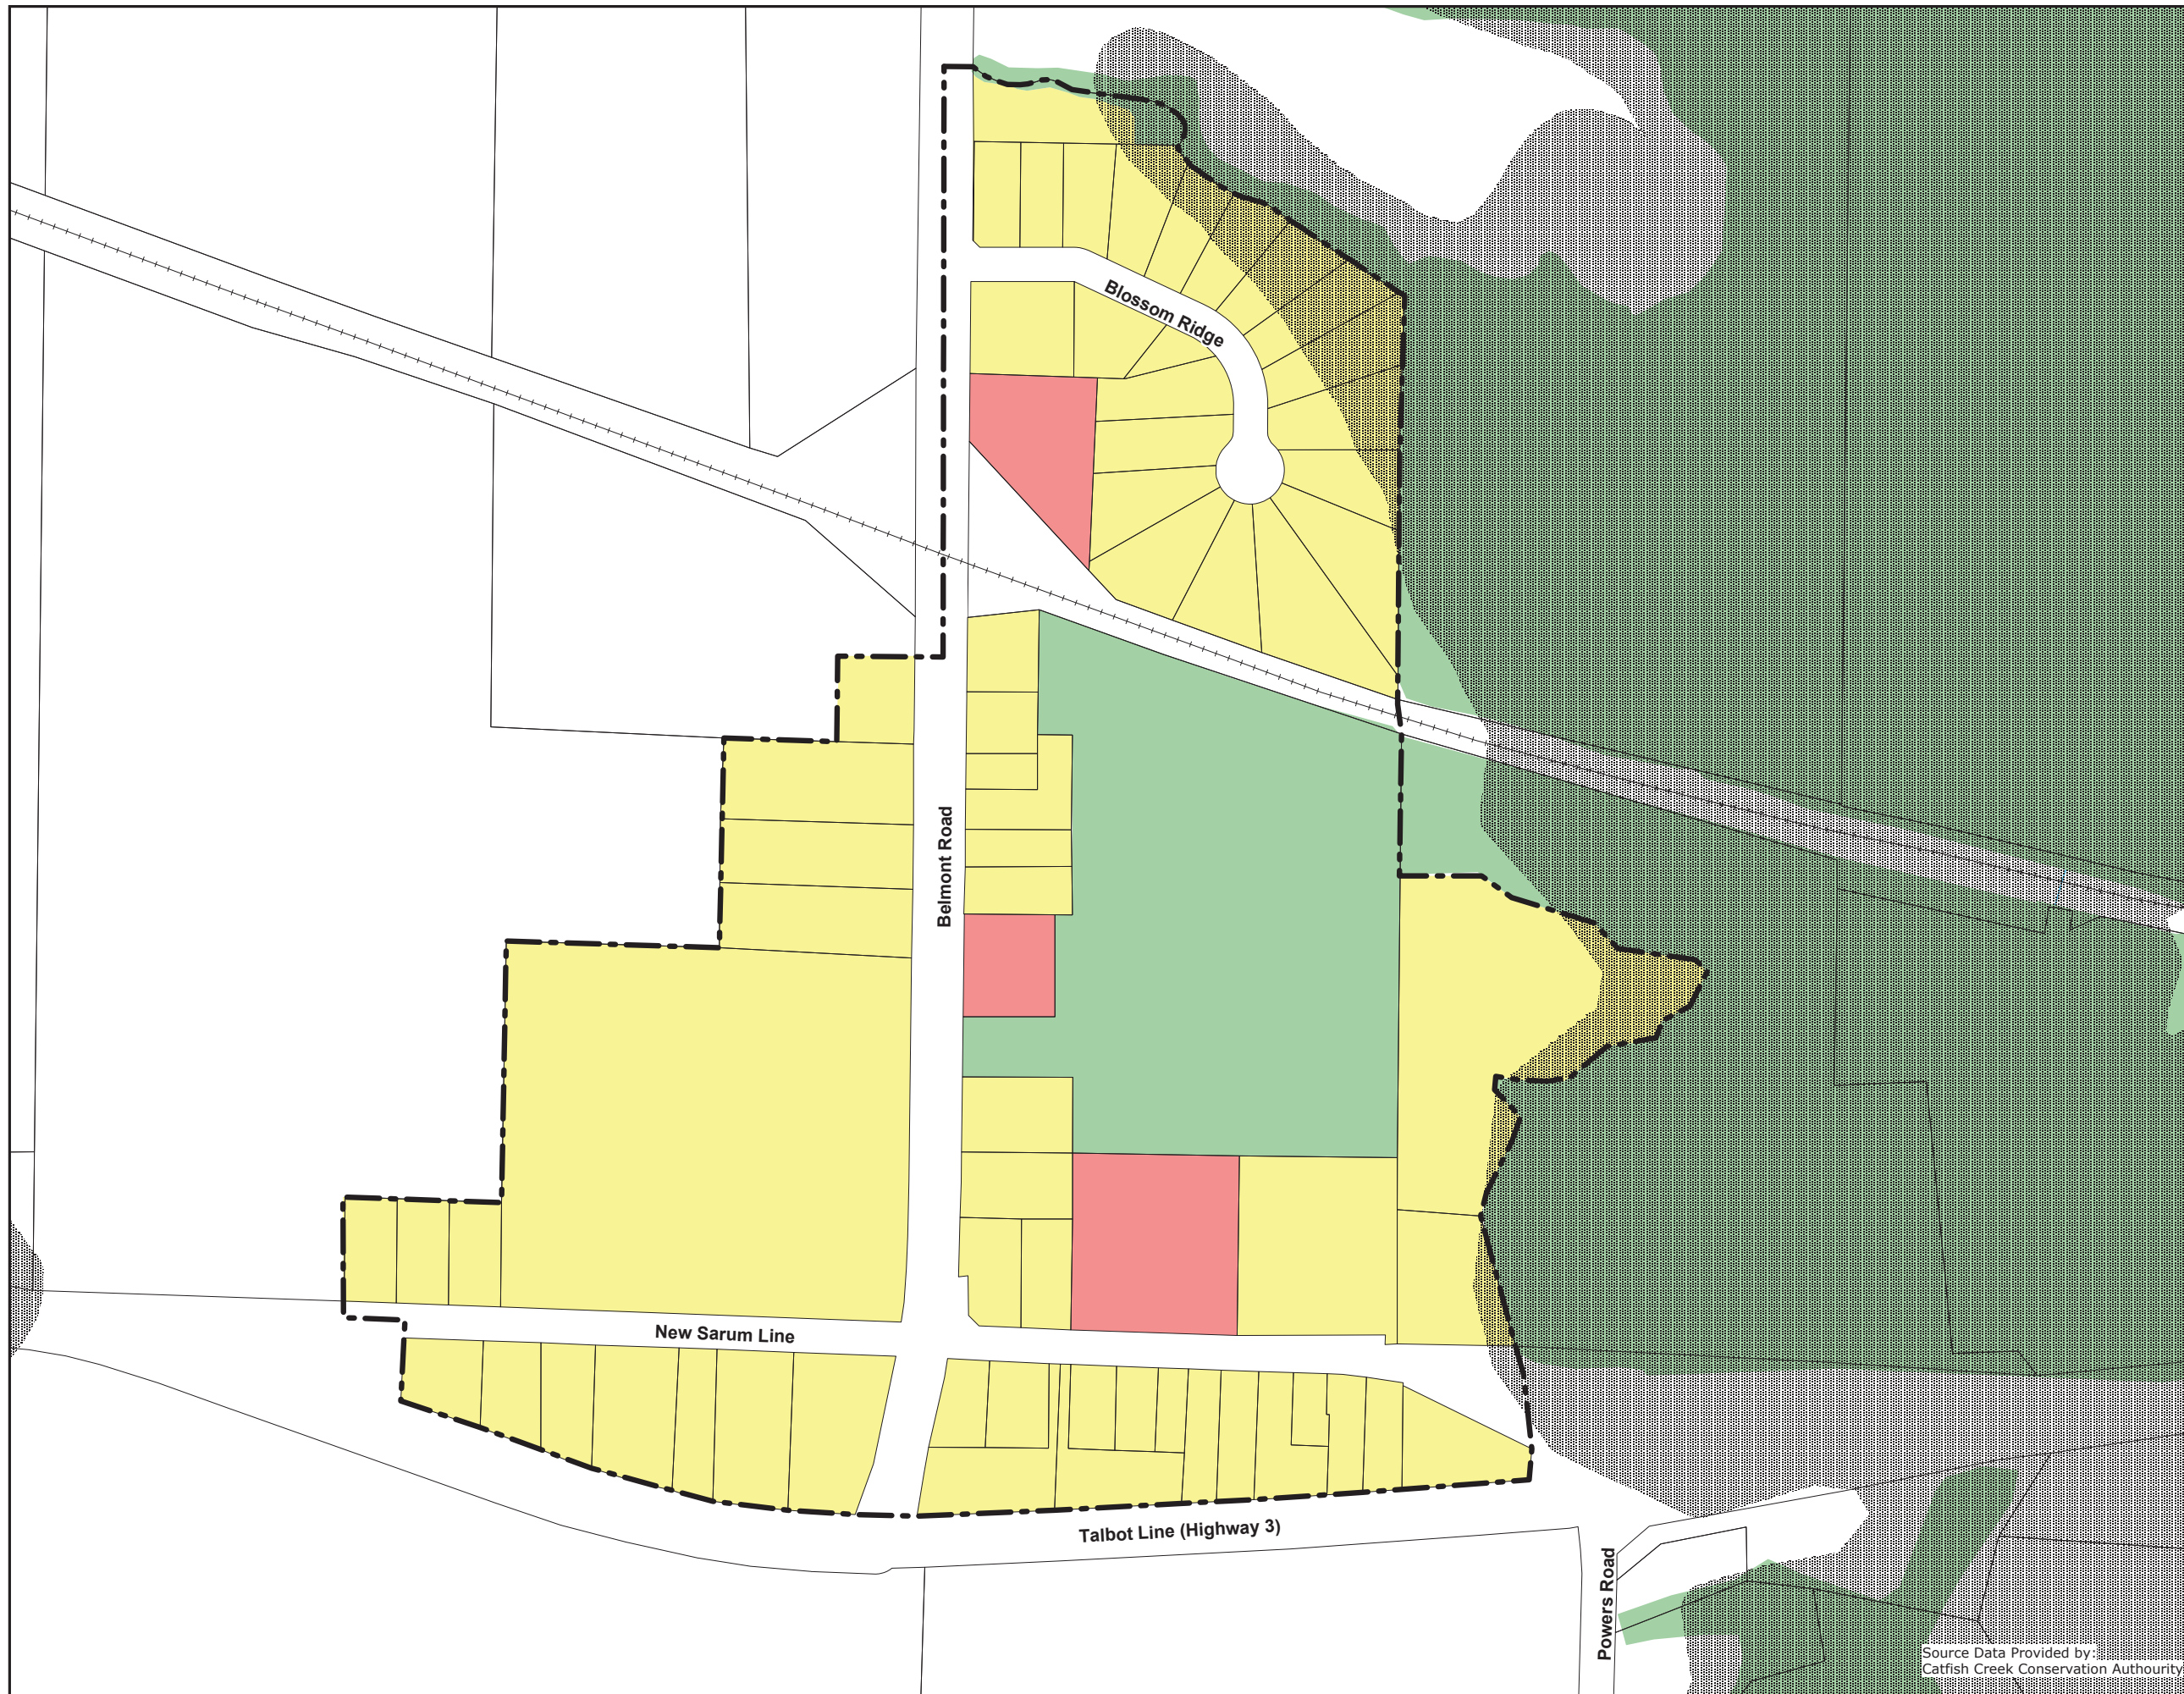 Blossom Ridge
Belmont Road
New Sarum Line
Talbot Line (Highway 3)
Powers Road
Source Data Provided by:
Catfish Creek Conservation Authourity